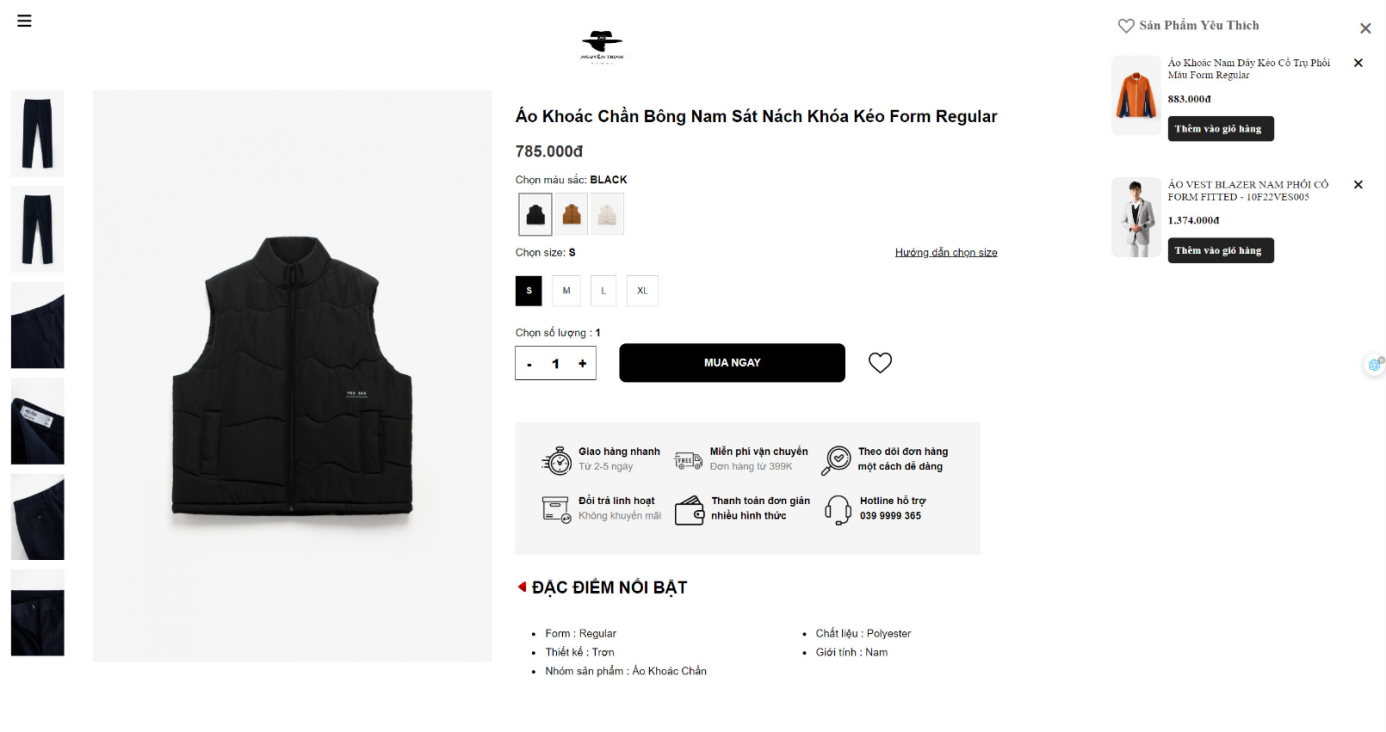 NGUYÊN THỊNH
Áo Khoác Chần Bông Nam Sát Nách Khóa Kéo Form Regular
785.000đ
Chọn màu sắc: BLACK
Chọn size: S
Hướng dẫn chọn size
S
M
L
XL
Chọn số lượng : 1
- 1 +
MUA NGAY
Giao hàng nhanh
Từ 2-5 ngày
FREE
Miễn phí vận chuyển
Đơn hàng từ 399K
Theo dõi đơn hàng
một cách dễ dàng
Đổi trả linh hoạt
Không khuyến mãi
Thanh toán đơn giản
nhiều hình thức
Hotline hỗ trợ
039 9999 365
ĐẶC ĐIỂM NỔI BẬT
Form : Regular
Thiết kế : Trơn
Nhóm sản phẩm : Áo Khoác Chần
Chất liệu : Polyester
Giới tính : Nam
Sản Phẩm Yêu Thích
Áo Khoác Nam Dây Kéo Cổ Trụ Phối
Màu Form Regular
883.000đ
Thêm vào giỏ hàng
ÁO VEST BLAZER NAM PHỐI CỔ
FORM FITTED - 10F22VES005
1.374.000đ
Thêm vào giỏ hàng